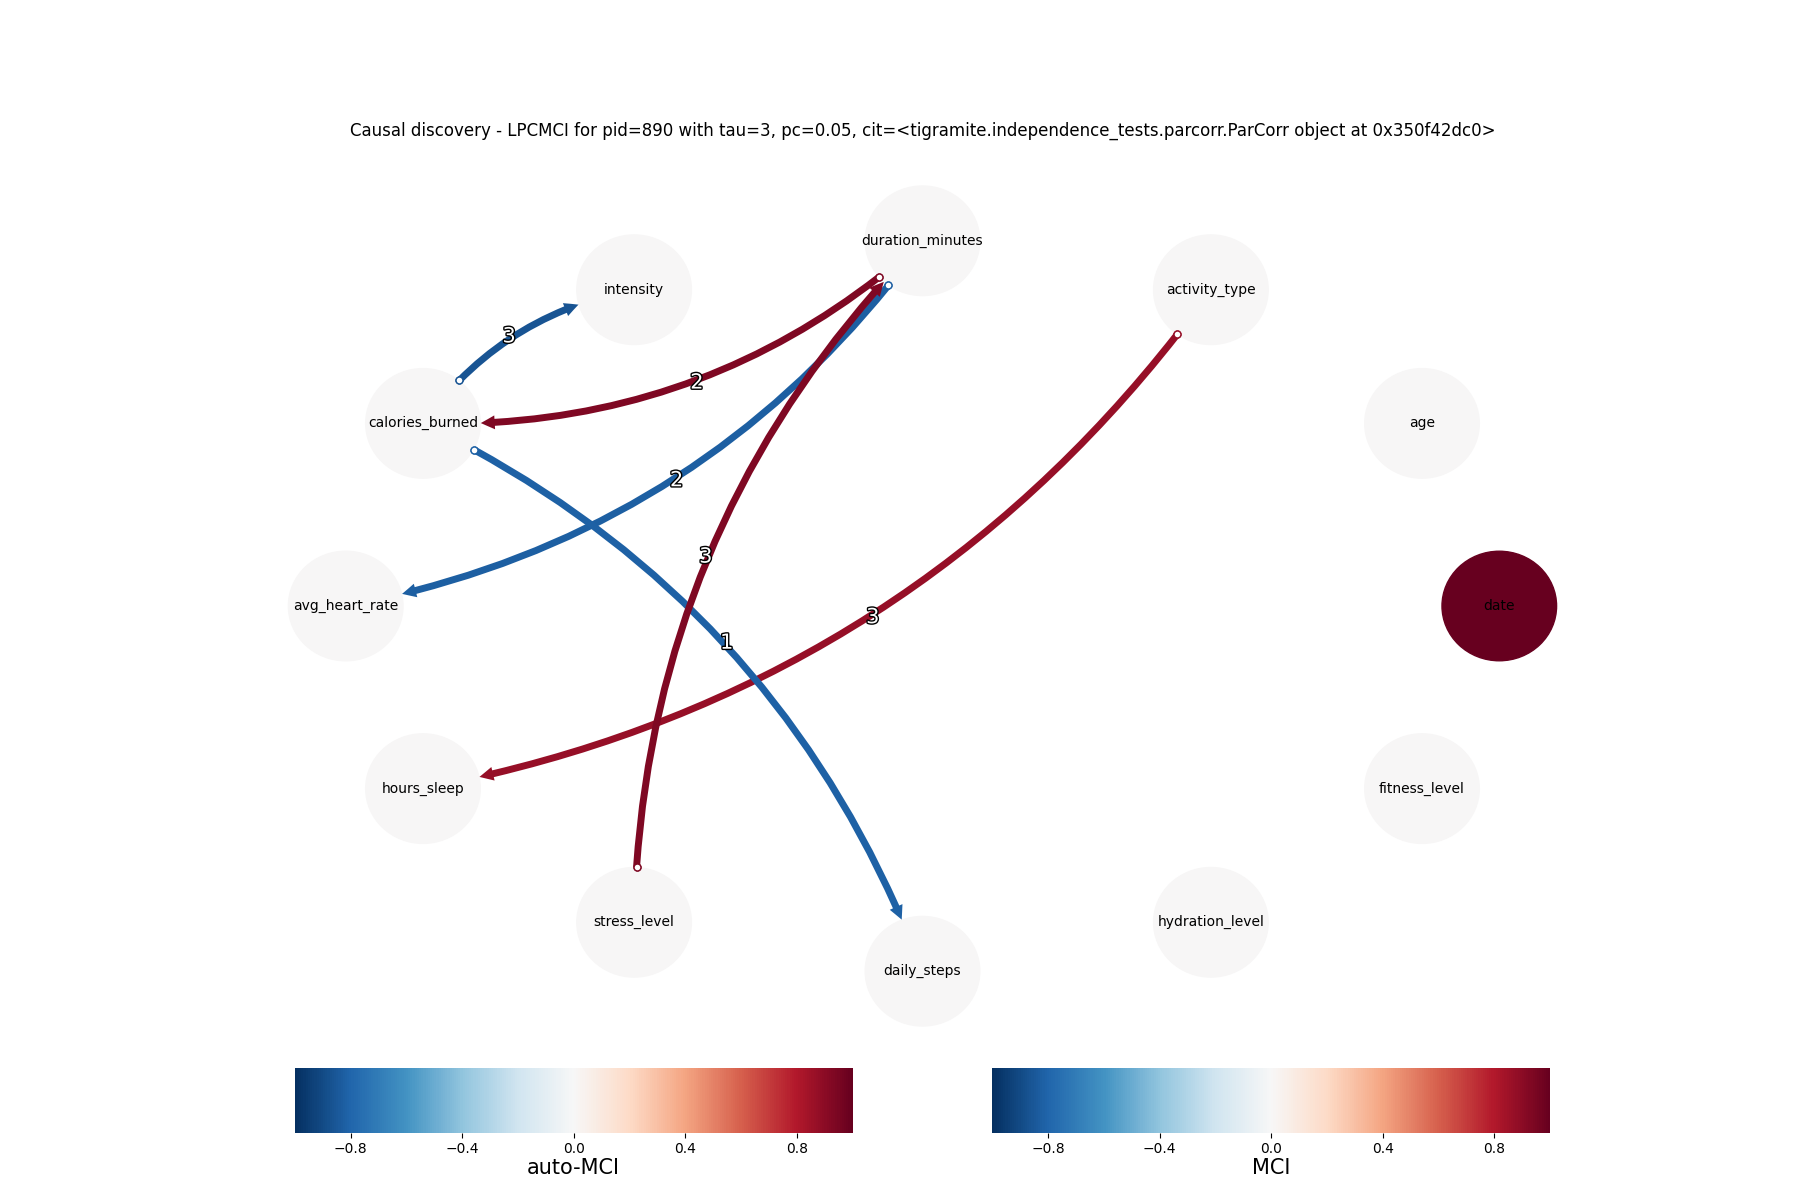 Causal discovery - LPCMCI for pid=890 with tau=3, pc=0.05, cit=<tigramite.independence_tests.parcorr.ParCorr object at 0x350f42dc0>
duration_minutes
intensity
activity_type
3
2
calories_burned
age
2
3
avg_heart_rate
date
3
1
hours_sleep
fitness_level
stress_level
hydration_level
daily_steps
−0.8 −0.4 0.0 0.4 0.8
auto-MCI
−0.8 −0.4 0.0 0.4 0.8
MCI